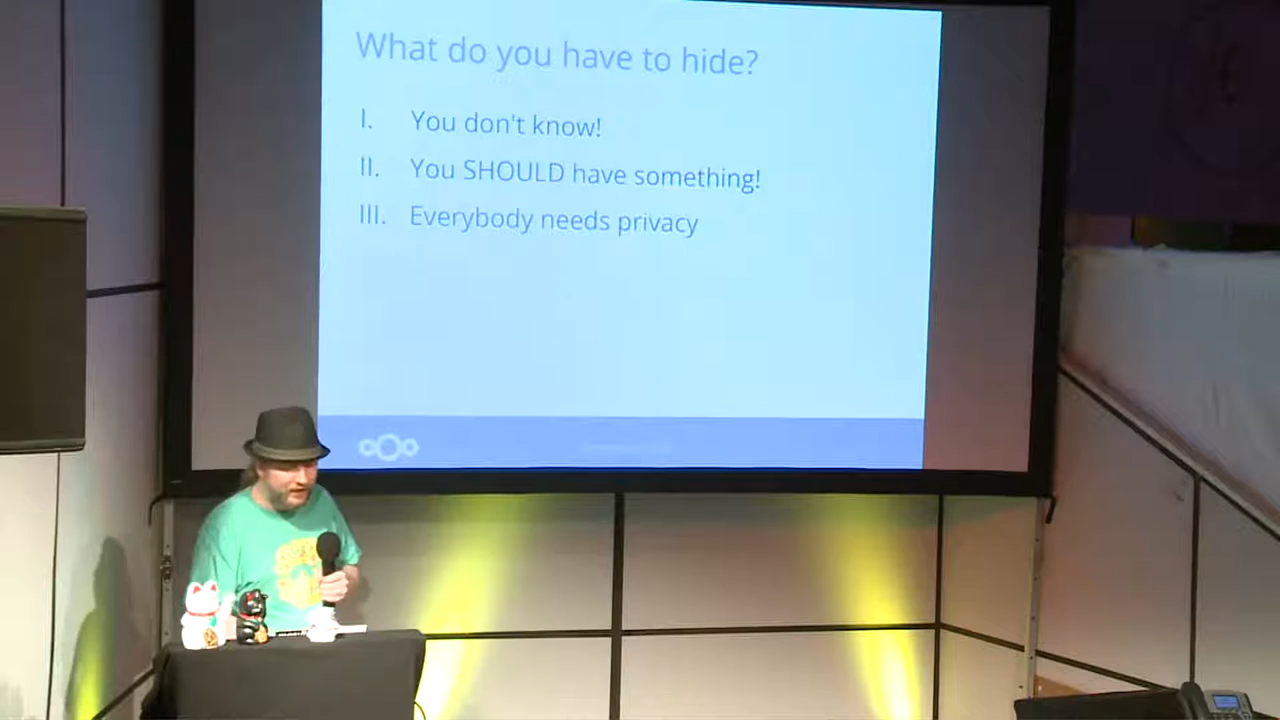 What do you have to hide?
I. You don't know!
II. You SHOULD have something!
III. Everybody needs privacy